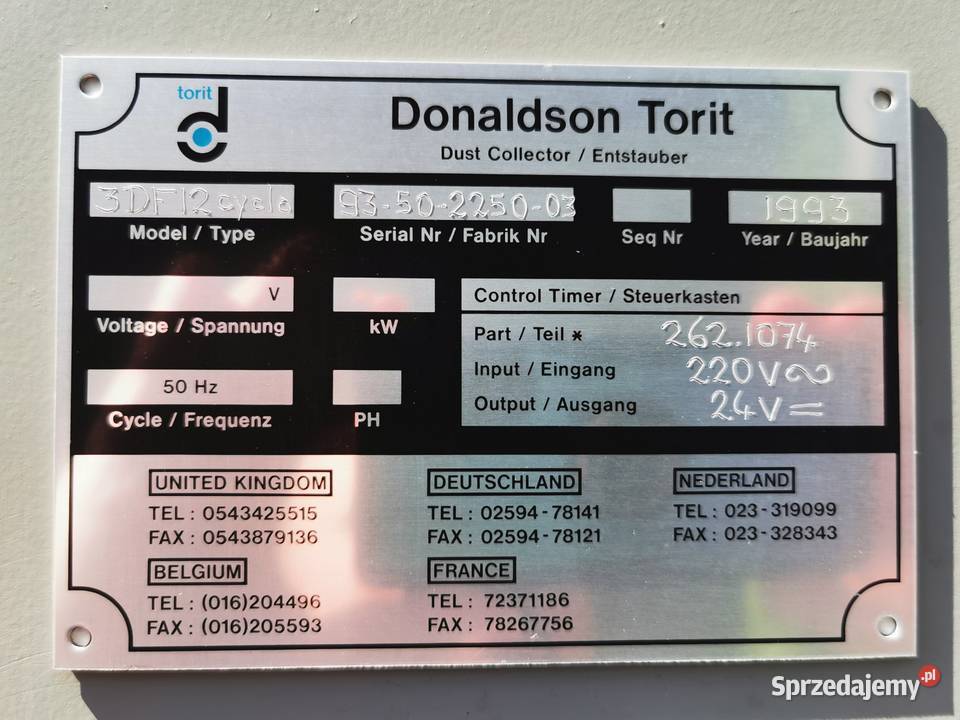 torit
Donaldson Torit
Dust Collector / Entstauber
3DF12 cyclo
Model / Type
93-50-2250-03
Serial Nr / Fabrik Nr
Seq Nr
1993
Year / Baujahr
V
Voltage / Spannung
kW
50 Hz
Cycle / Frequenz
PH
Control Timer / Steuerkasten
Part / Teil * 262.1074
Input / Eingang 220V~
Output / Ausgang 24V=
UNITED KINGDOM
TEL : 0543425515
FAX : 0543879136
DEUTSCHLAND
TEL : 02594-78141
FAX : 02594-78121
NEDERLAND
TEL : 023-319099
FAX : 023-328343
BELGIUM
TEL : (016)204496
FAX : (016)205593
FRANCE
TEL : 72371186
FAX : 78267756
Sprzedajemy.pl